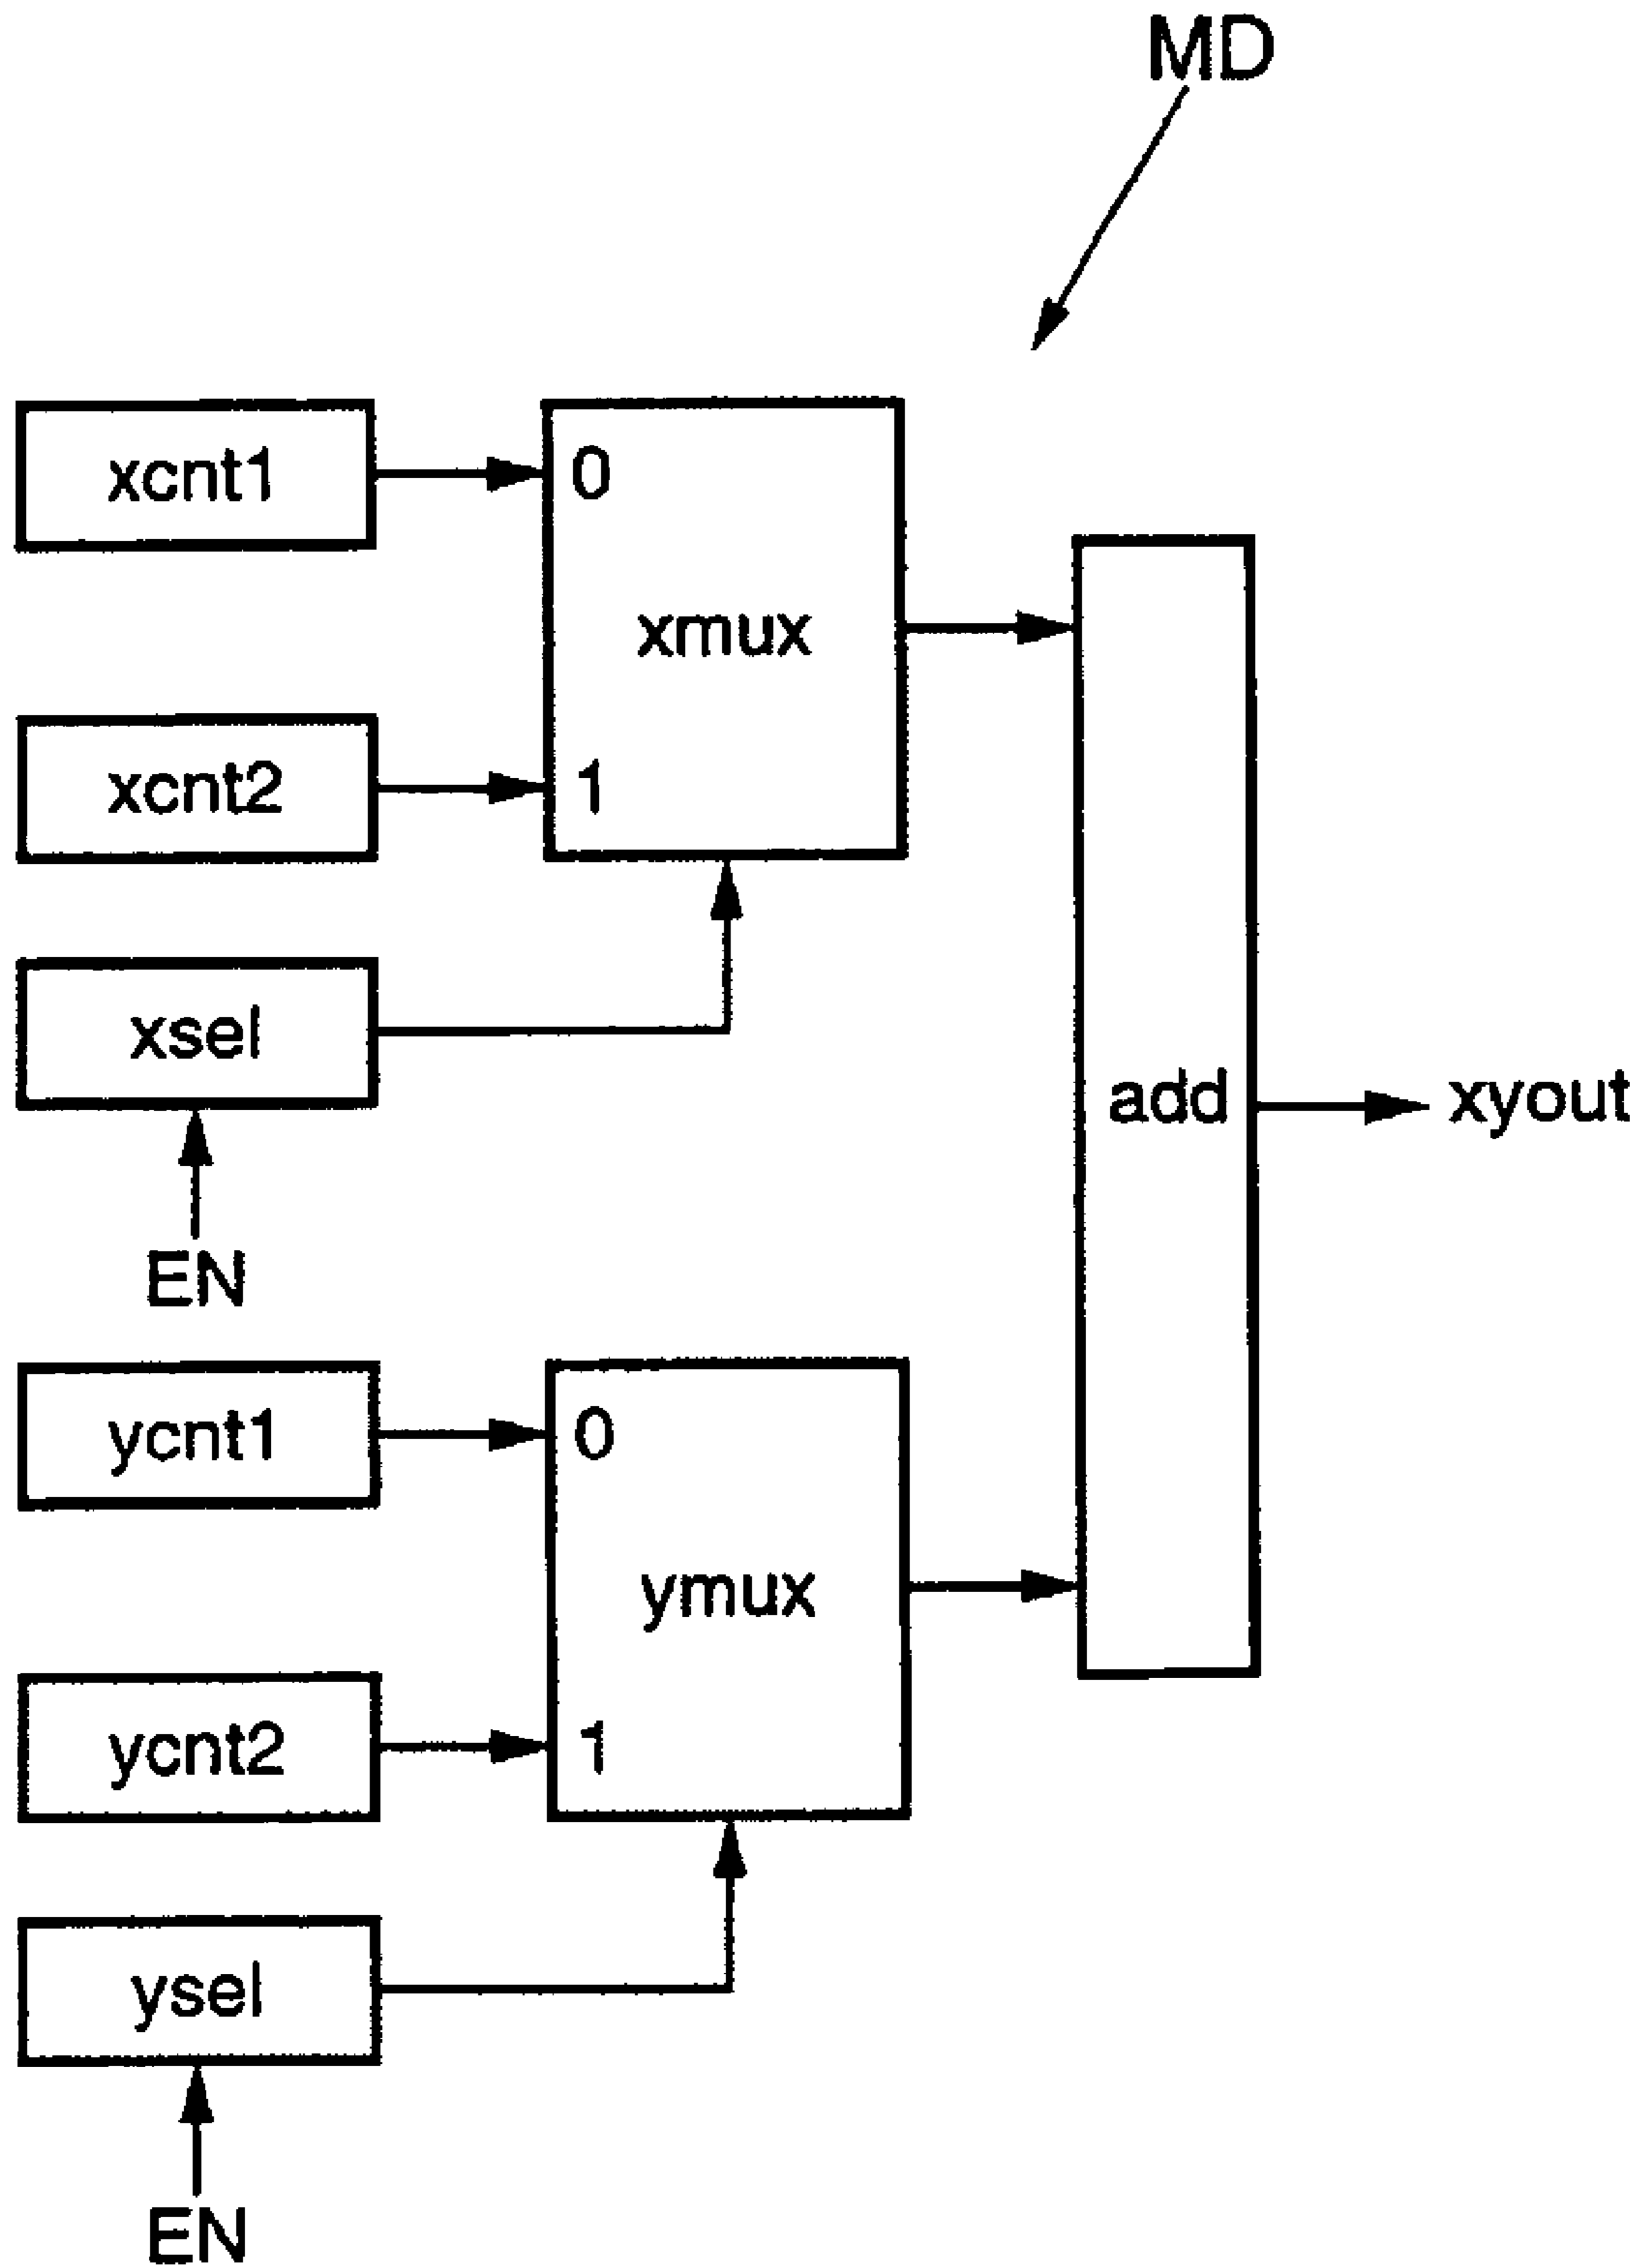 MD
xcnt1
0
xmux
xcnt2
1
xsel
add
xyout
EN
ycnt1
0
ymux
ycnt2
1
ysel
EN